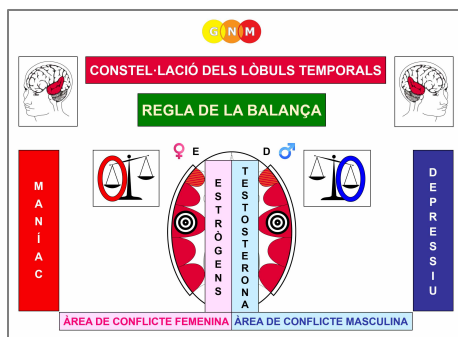 GNM
CONSTEL·LACIÓ DELS LÒBULS TEMPORALS
REGLA DE LA BALANÇA
♀ E D ♂
MANÍAC
ESTRÒGENS
TESTOSTERONA
DEPRESSIU
ÀREA DE CONFLICTE FEMENINA
ÀREA DE CONFLICTE MASCULINA